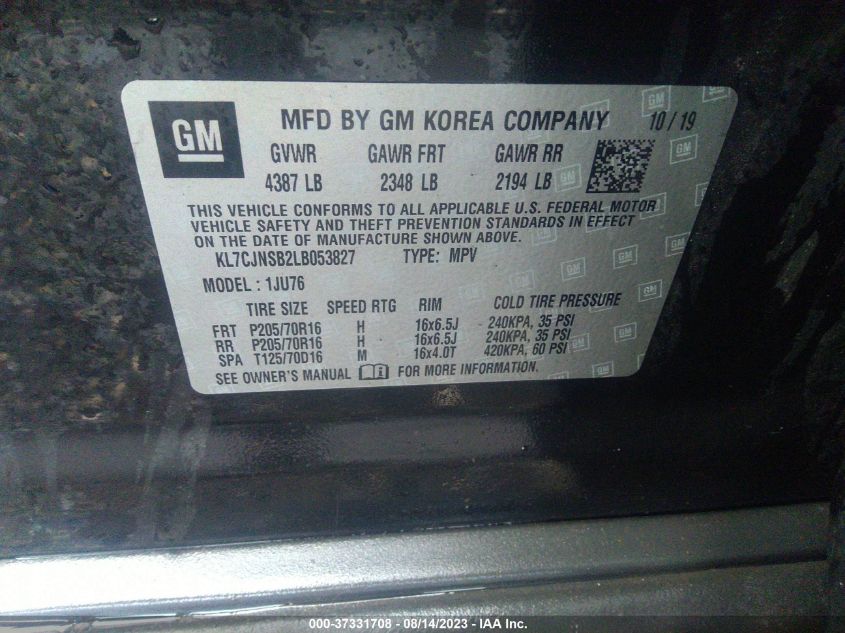 GM MFD BY GM KOREA COMPANY 10/19
GVWR GAWR FRT GAWR RR
4387 LB 2348 LB 2194 LB
THIS VEHICLE CONFORMS TO ALL APPLICABLE U.S. FEDERAL MOTOR
VEHICLE SAFETY AND THEFT PREVENTION STANDARDS IN EFFECT
ON THE DATE OF MANUFACTURE SHOWN ABOVE.
KL7CJNSB2LB053827 TYPE: MPV
MODEL : 1JU76
TIRE SIZE SPEED RTG RIM COLD TIRE PRESSURE
FRT P205/70R16 H 16x6.5J 240KPA, 35 PSI
RR P205/70R16 H 16x6.5J 240KPA, 35 PSI
SPA T125/70D16 M 16x4.0T 420KPA, 60 PSI
SEE OWNER'S MANUAL FOR MORE INFORMATION.
000-37331708 - 08/14/2023 - IAA Inc.